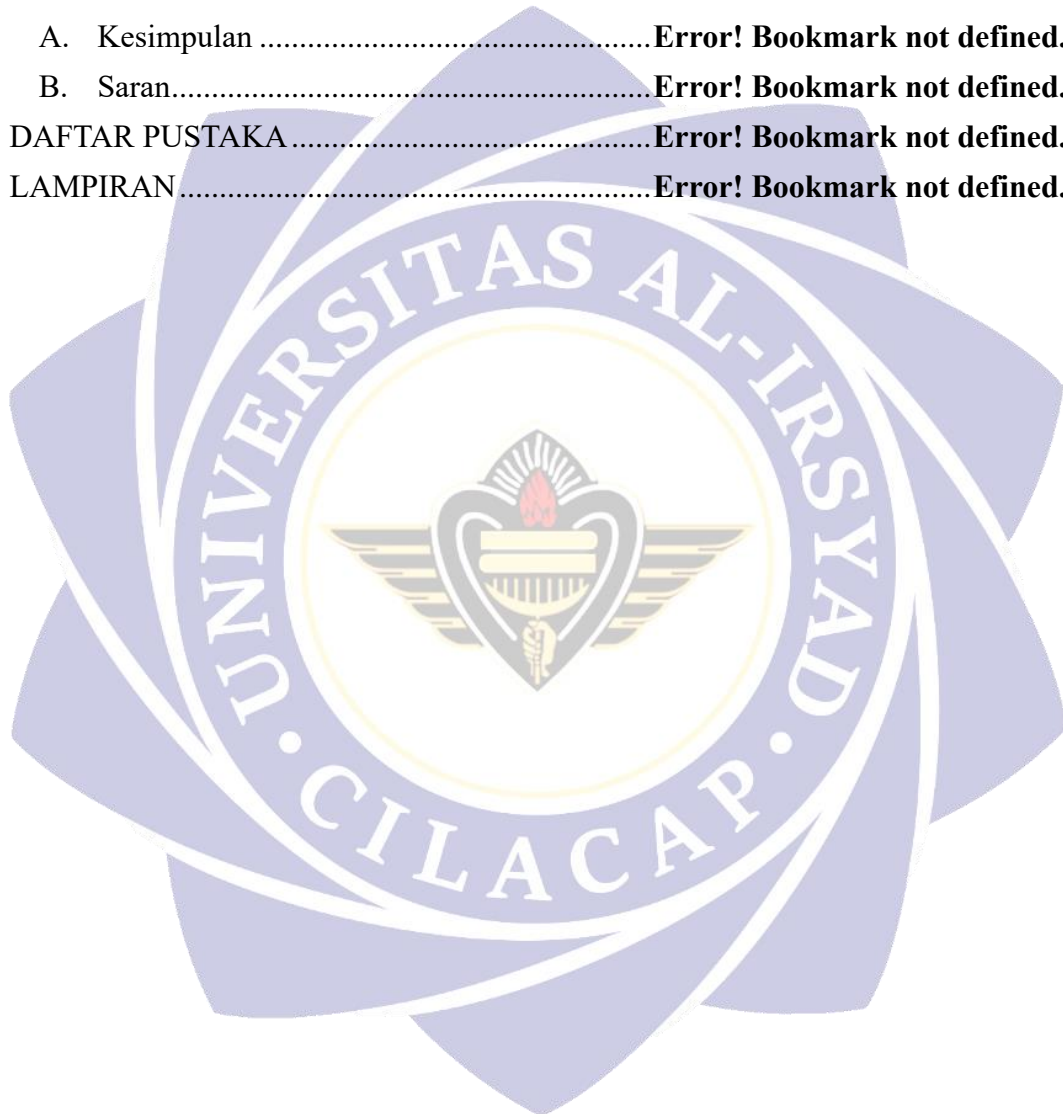 A. Kesimpulan ................................................. Error! Bookmark not defined.
B. Saran............................................................ Error! Bookmark not defined.
DAFTAR PUSTAKA ............................................. Error! Bookmark not defined.
LAMPIRAN........................................................... Error! Bookmark not defined.
UNIVERSITAS AL-IRSYAD
• CILACAP •